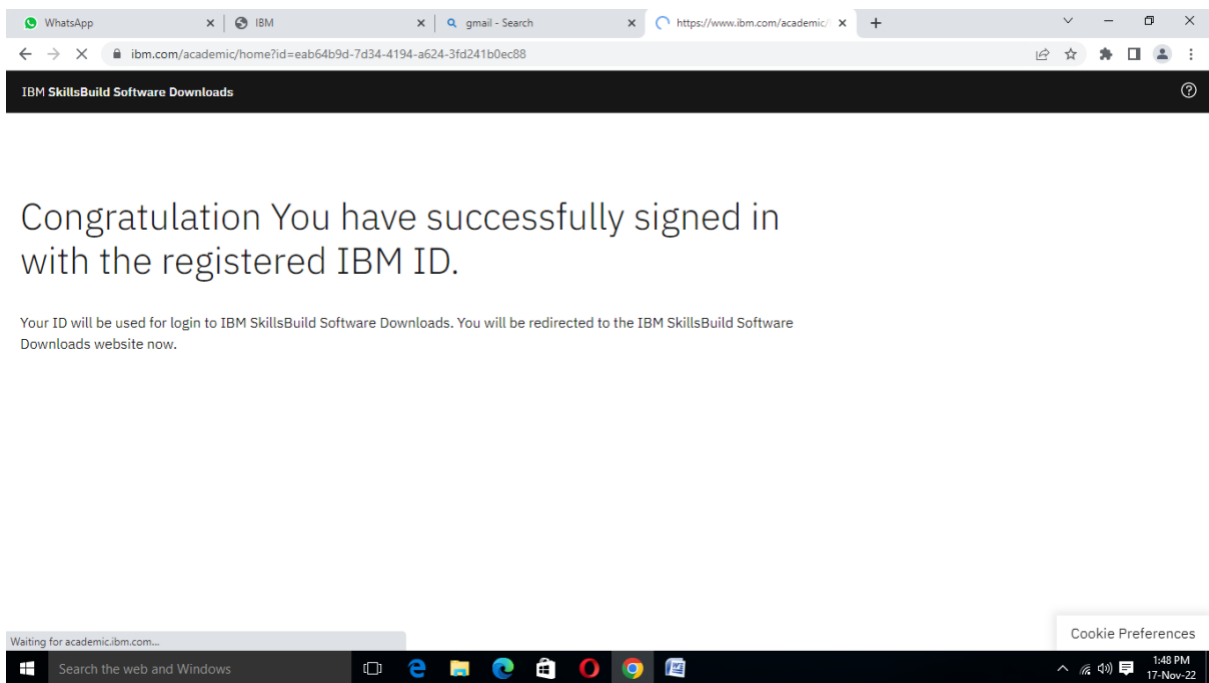 WhatsApp
IBM
gmail - Search
https://www.ibm.com/academic/
ibm.com/academic/home?id=eab64b9d-7d34-4194-a624-3fd241b0ec88
IBM SkillsBuild Software Downloads
Congratulation You have successfully signed in
with the registered IBM ID.
Your ID will be used for login to IBM SkillsBuild Software Downloads. You will be redirected to the IBM SkillsBuild Software
Downloads website now.
Cookie Preferences
Waiting for academic.ibm.com...
Search the web and Windows
1:48 PM
17-Nov-22